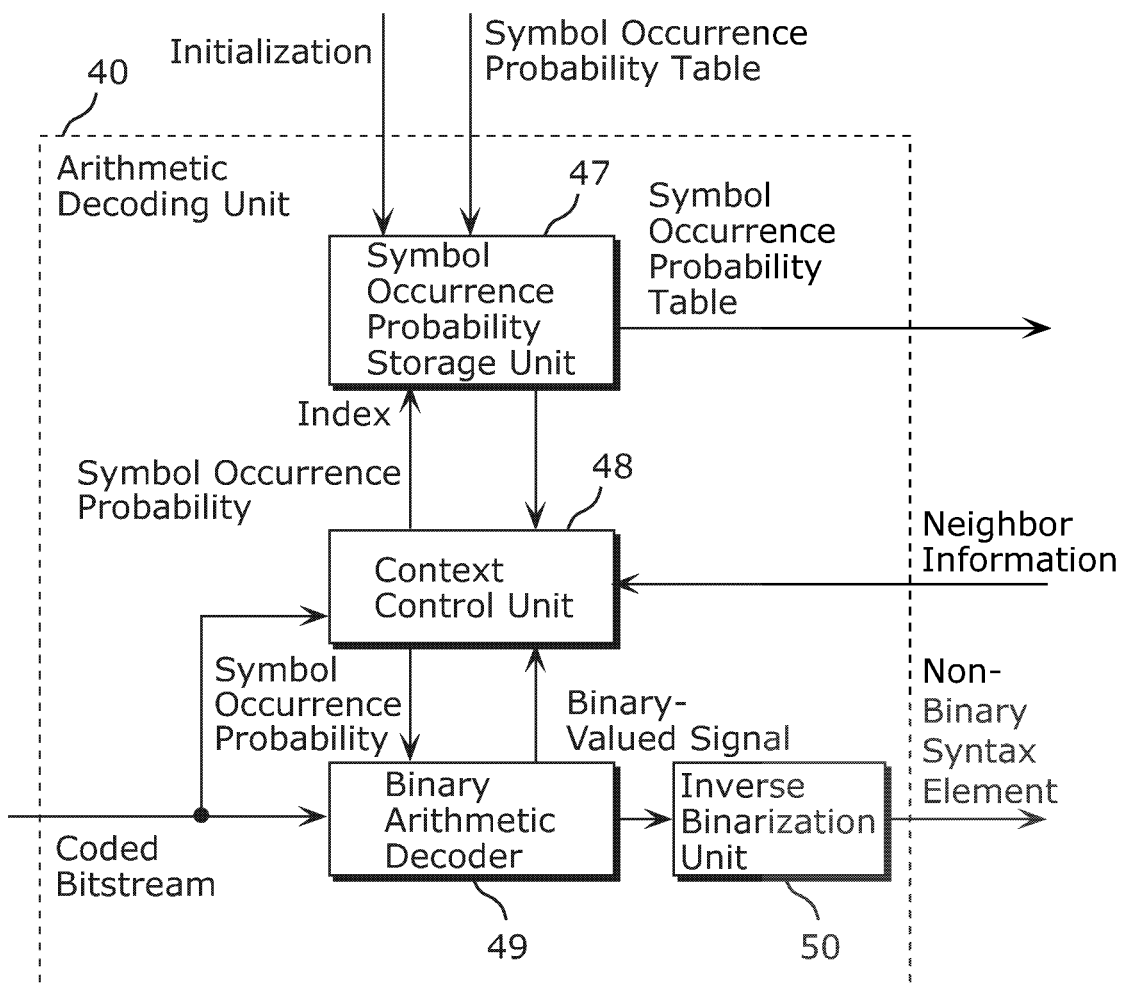 Initialization
Symbol Occurrence
Probability Table
40
Arithmetic
Decoding Unit
47
Symbol
Occurrence
Probability
Table
Symbol
Occurrence
Probability
Storage Unit
Index
Symbol Occurrence
Probability
48
Neighbor
Information
Context
Control Unit
Symbol
Occurrence
Probability
Binary-
Valued Signal
Non-
Binary
Syntax
Element
Binary
Arithmetic
Decoder
Inverse
Binarization
Unit
Coded
Bitstream
49
50